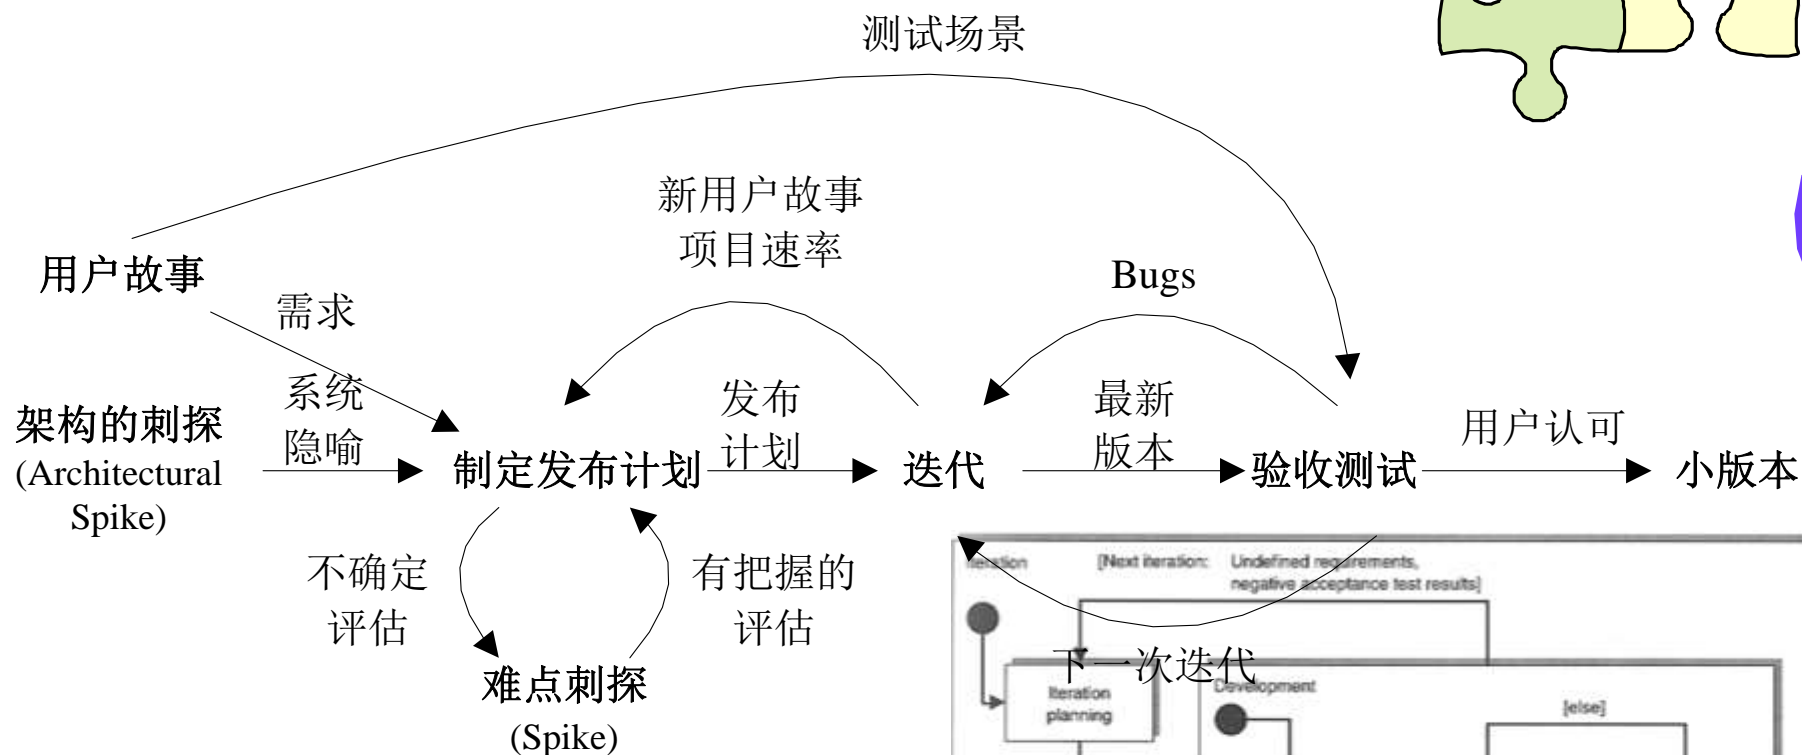 测试场景
新用户故事
项目速率
Bugs
用户故事
需求
系统
隐喻
架构的刺探
(Architectural
Spike)
制定发布计划
发布
计划
迭代
最新
版本
验收测试
用户认可
小版本
不确定
评估
有把握的
评估
难点刺探
(Spike)
下一次迭代
Iteration
[Next iteration: Undefined requirements,
negative acceptance test results]
Iteration
planning
Development
[else]